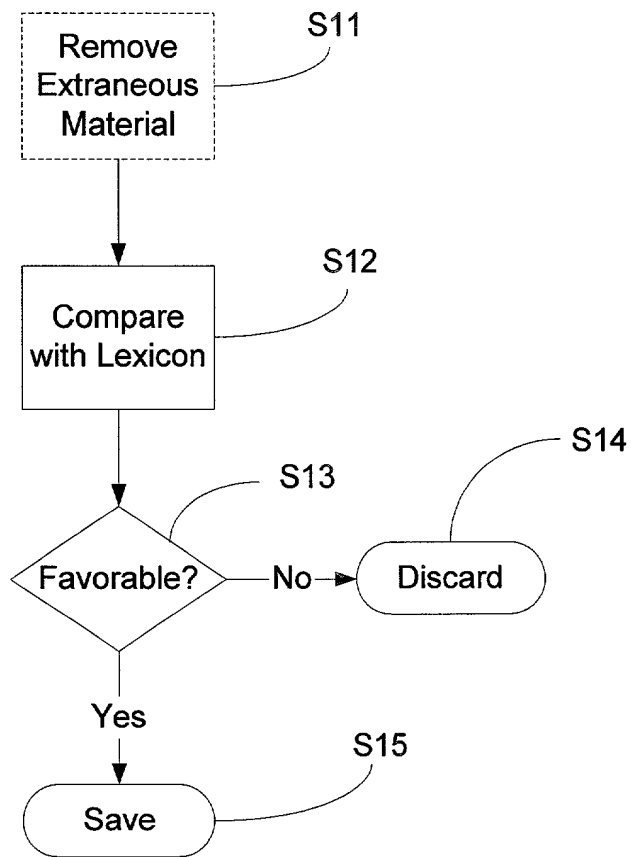 S11
Remove
Extraneous
Material
S12
Compare
with Lexicon
S14
S13
Favorable?
No
Discard
Yes
S15
Save